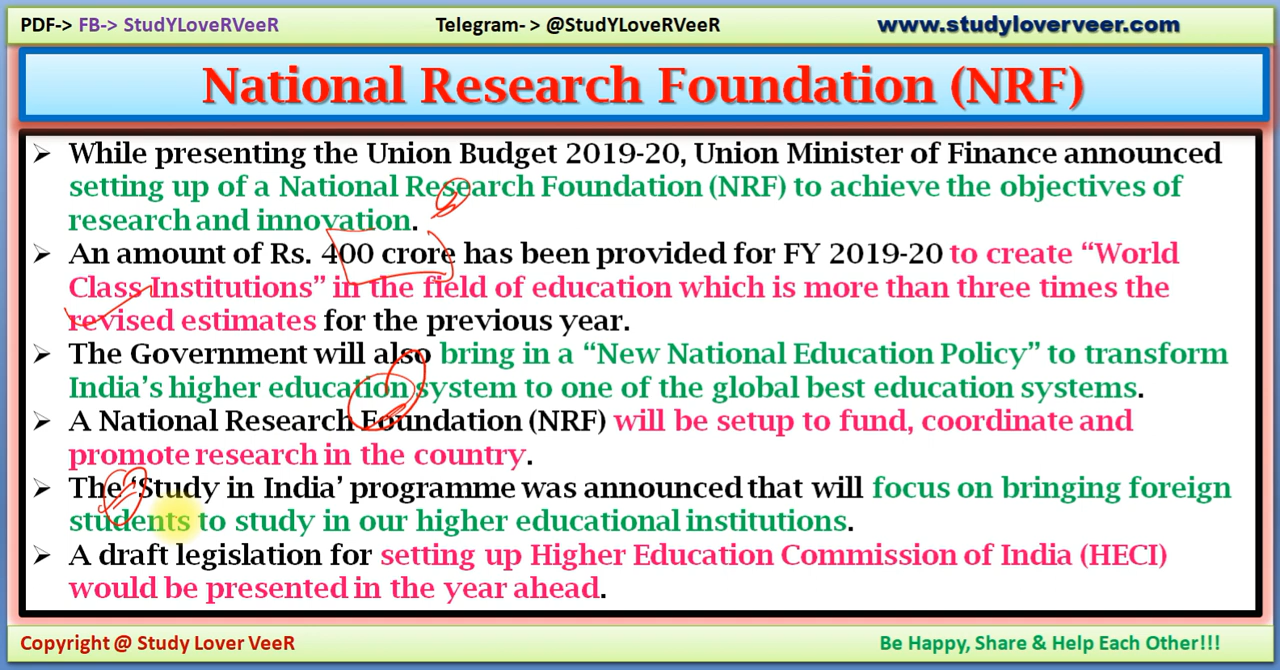 PDF-> FB-> StudYLoveRVeeR Telegram- > @StudYLoveRVeeR www.studyloverveer.com
National Research Foundation (NRF)
➢ While presenting the Union Budget 2019-20, Union Minister of Finance announced
setting up of a National Research Foundation (NRF) to achieve the objectives of
research and innovation.
➢ An amount of Rs. 400 crore has been provided for FY 2019-20 to create “World
Class Institutions” in the field of education which is more than three times the
revised estimates for the previous year.
➢ The Government will also bring in a “New National Education Policy” to transform
India’s higher education system to one of the global best education systems.
➢ A National Research Foundation (NRF) will be setup to fund, coordinate and
promote research in the country.
➢ The ‘Study in India’ programme was announced that will focus on bringing foreign
students to study in our higher educational institutions.
➢ A draft legislation for setting up Higher Education Commission of India (HECI)
would be presented in the year ahead.
Copyright @ Study Lover VeeR Be Happy, Share & Help Each Other!!!